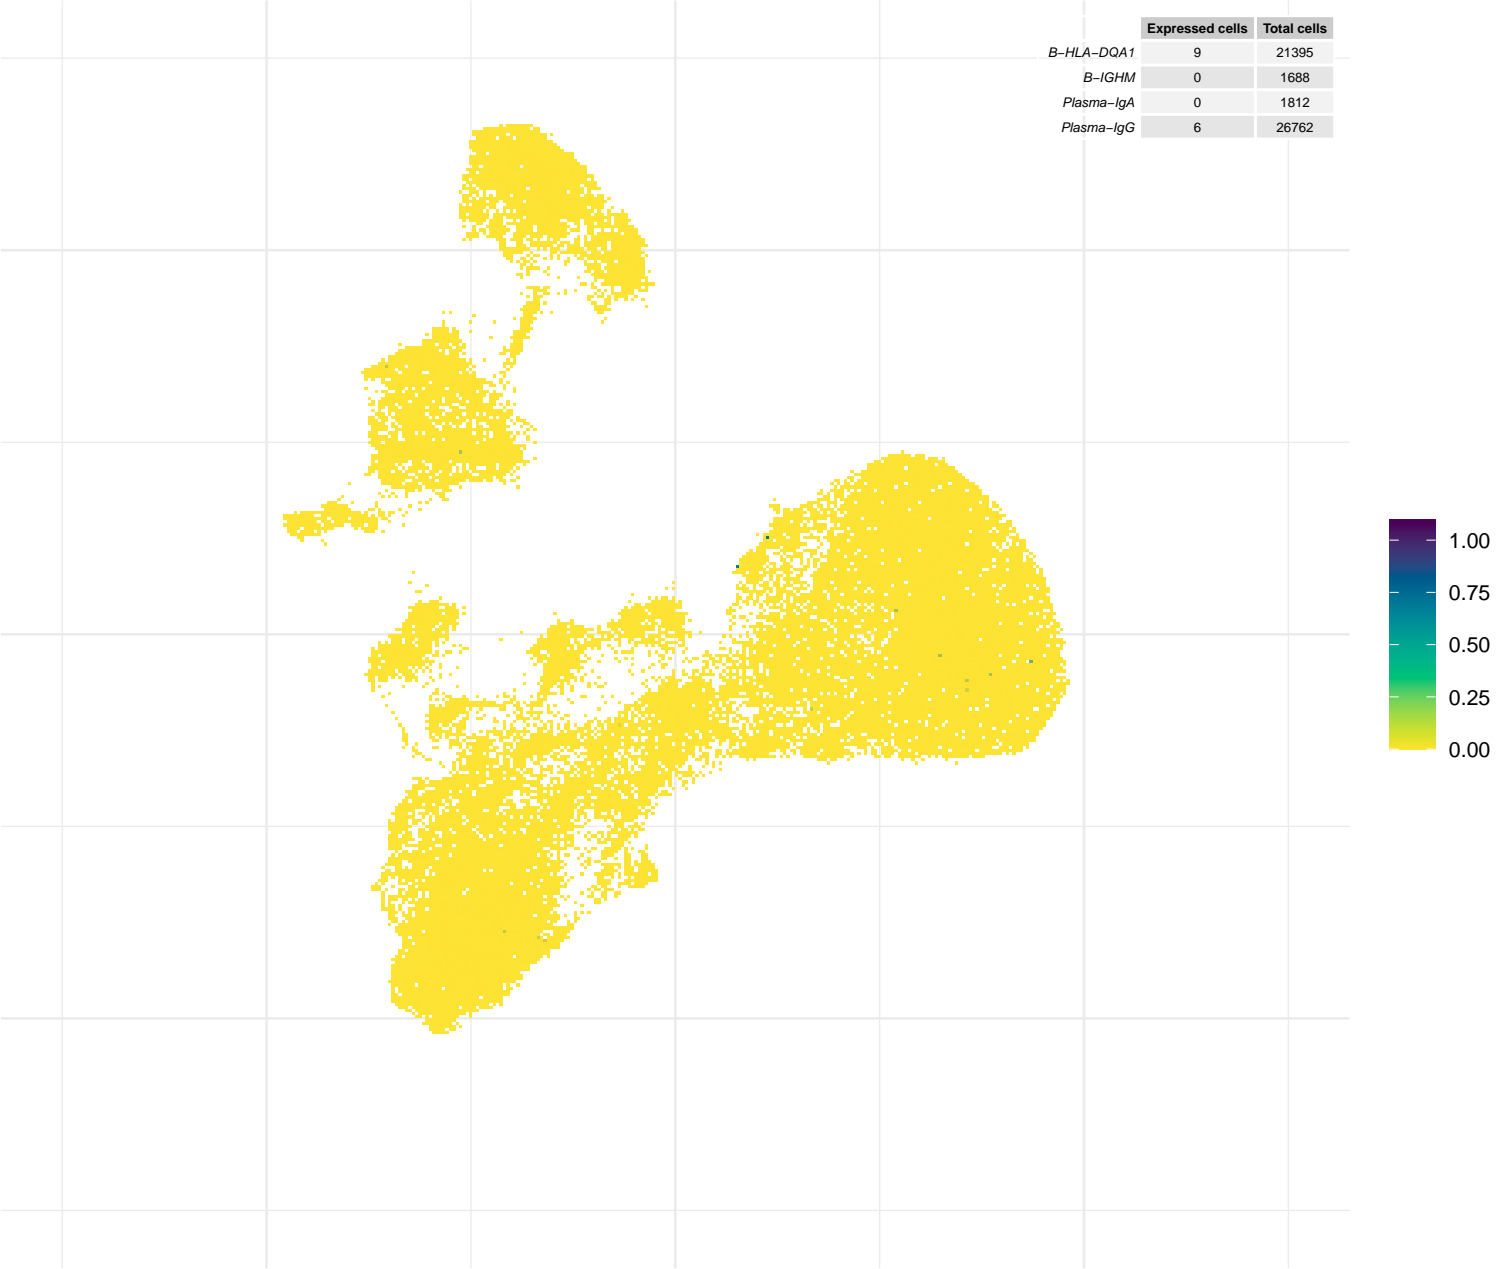 Expressed cells Total cells
B−HLA−DQA1 9 21395
B−IGHM 0 1688
Plasma−IgA 0 1812
Plasma−IgG 6 26762
1.00
0.75
0.50
0.25
0.00